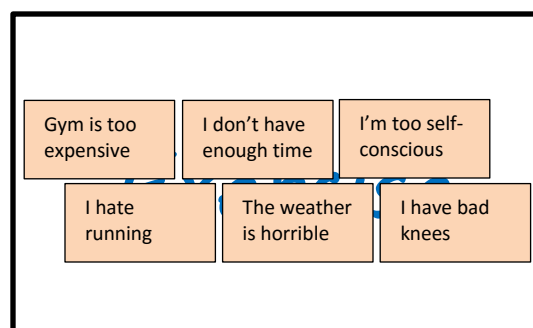 Gym is too
expensive
I don't have
enough time
I'm too self-
conscious
I hate
running
The weather
is horrible
I have bad
knees